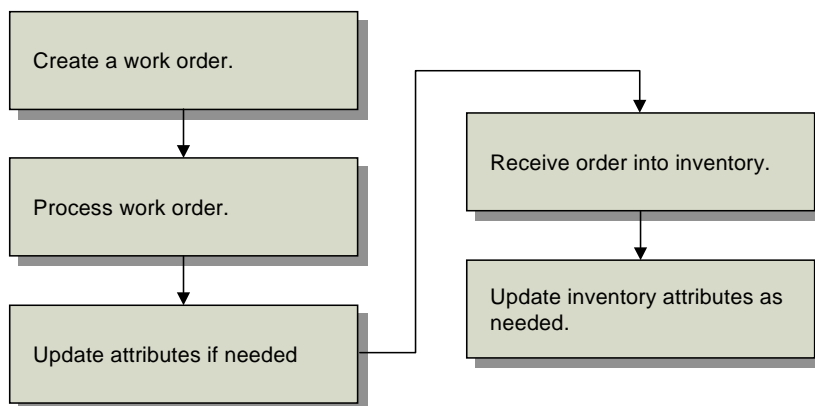 Create a work order.
Process work order.
Update attributes if needed
Receive order into inventory.
Update inventory attributes as
needed.